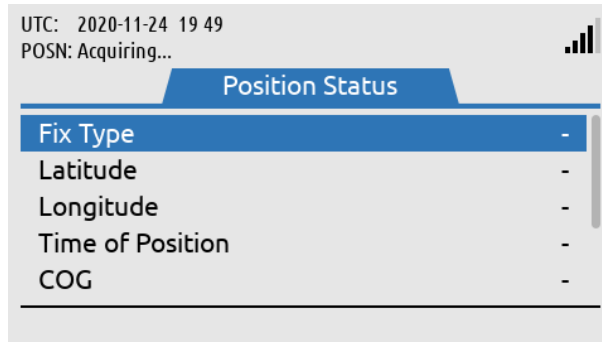 UTC: 2020-11-24 19 49
POSN: Acquiring...
Position Status
Fix Type -
Latitude -
Longitude -
Time of Position -
COG -